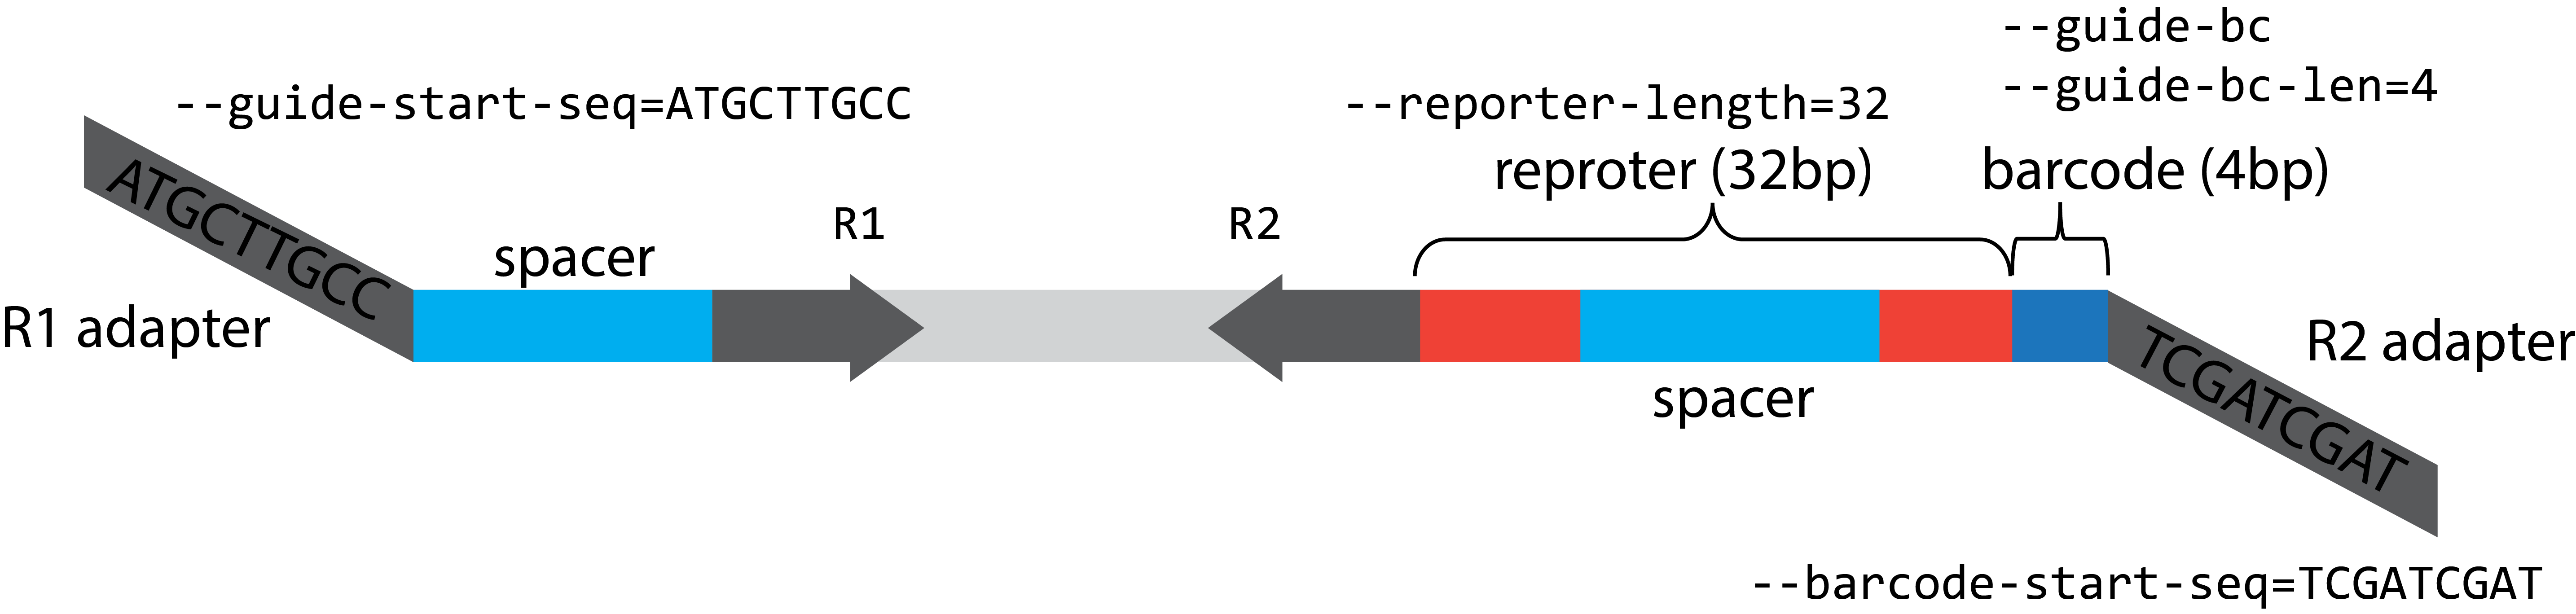 --guide-bc
--guide-start-seq=ATGCTTGCC
--reporter-length=32
--guide-bc-len=4
reproter (32bp)
barcode (4bp)
ATGCTTGCC
R1
R2
spacer
R1 adapter
TCGATCGAT
R2 adapter
spacer
--barcode-start-seq=TCGATCGAT